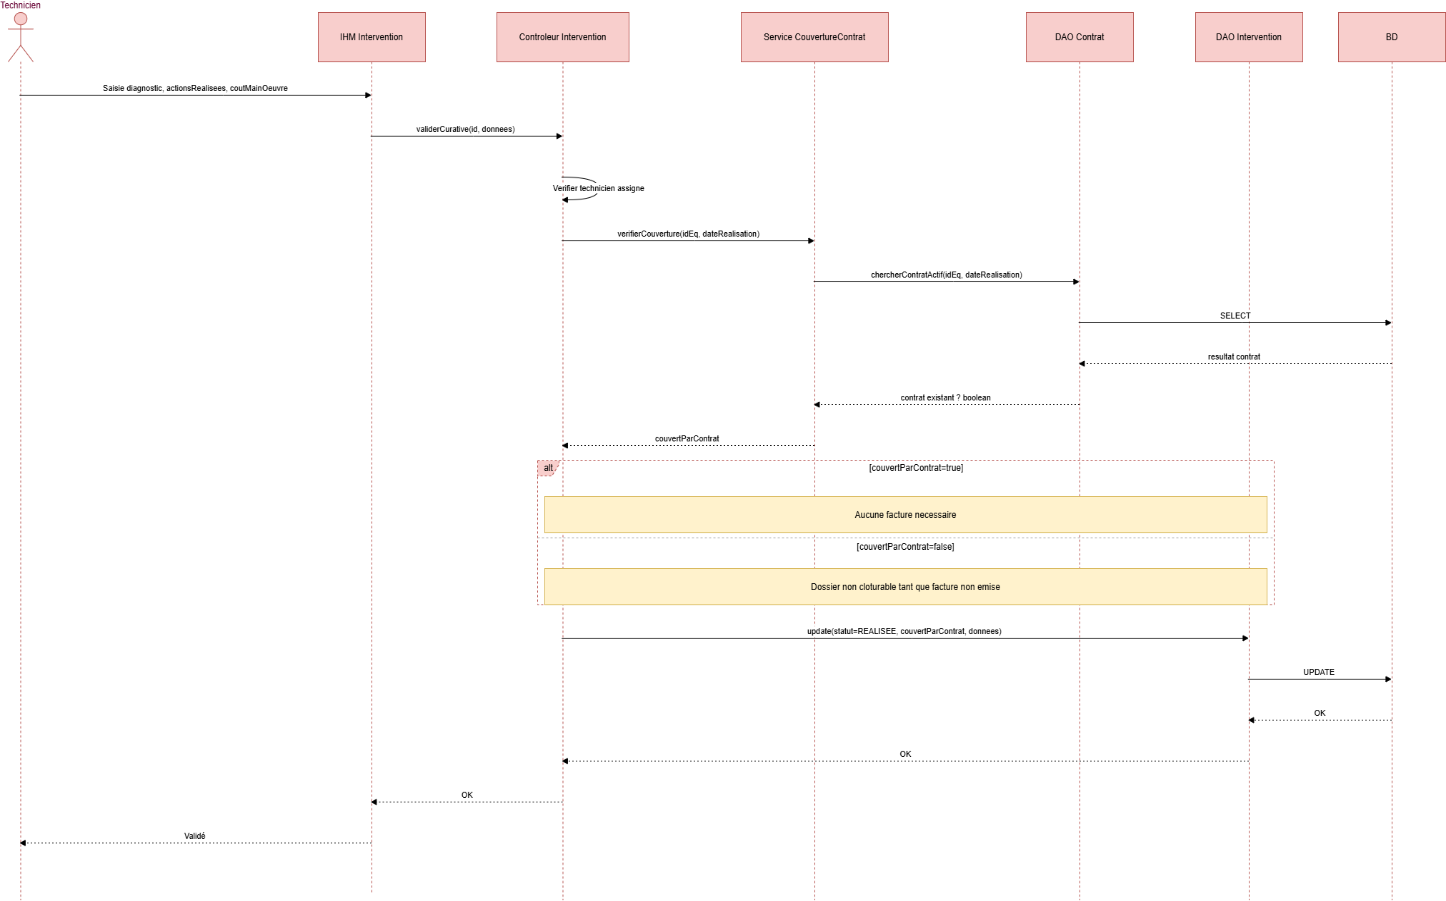 Technicien
IHM Intervention
Controleur Intervention
Service CouvertureContrat
DAO Contrat
DAO Intervention
BD
Saisie diagnostic, actionsRealisees, coutMainOeuvre
validerCurative(id, donnees)
Verifier technicien assigne
verifierCouverture(idEq, dateRealisation)
chercherContratActif(idEq, dateRealisation)
SELECT
resultat contrat
contrat existant ? boolean
couvertParContrat
alt
[couvertParContrat=true]
Aucune facture necessaire
[couvertParContrat=false]
Dossier non cloturable tant que facture non emise
update(statut=REALISEE, couvertParContrat, donnees)
UPDATE
OK
OK
OK
Validé